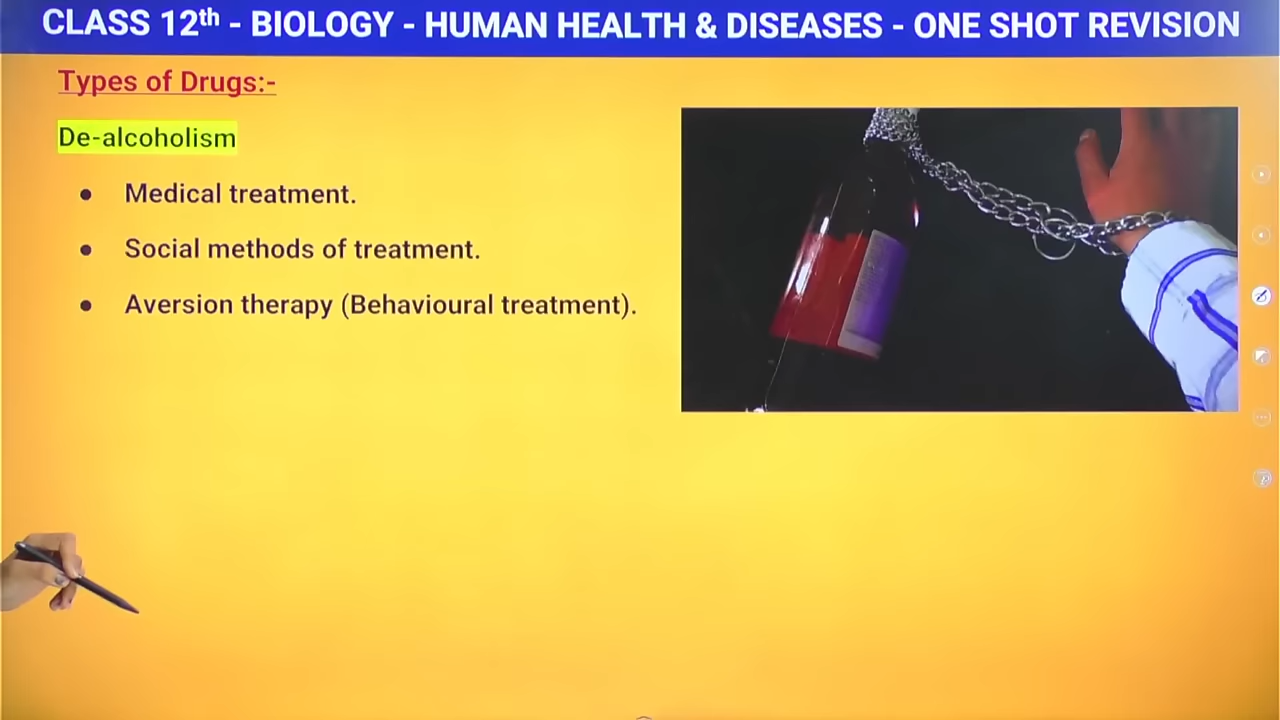 CLASS 12th - BIOLOGY - HUMAN HEALTH & DISEASES - ONE SHOT REVISION
Types of Drugs:-
De-alcoholism
● Medical treatment.
● Social methods of treatment.
● Aversion therapy (Behavioural treatment).